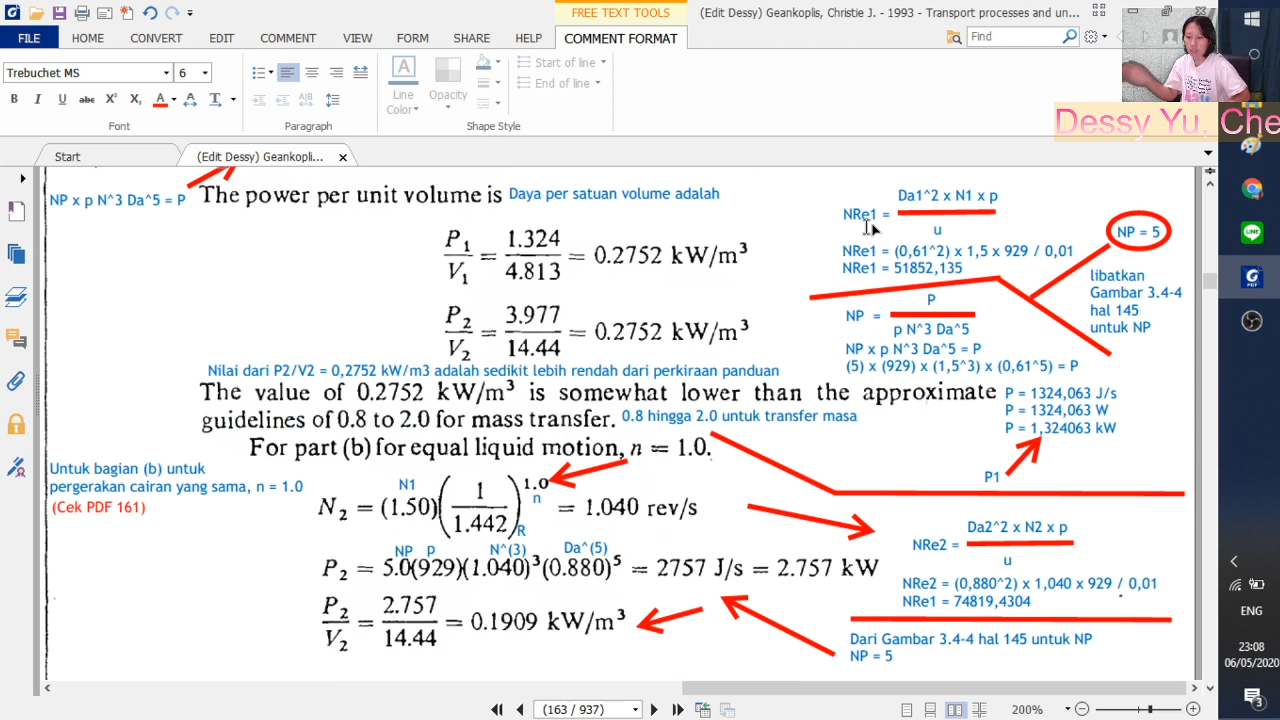 FREE TEXT TOOLS
(Edit Dessy) Geankoplis, Christie J. - 1993 - Transport processes and un...
FILE HOME CONVERT EDIT COMMENT VIEW FORM SHARE HELP COMMENT FORMAT
Find
Trebuchet MS 6
Line Color
Opacity
Start of line
End of line
Font Paragraph Shape Style
Dessy Yu, Che
Start
(Edit Dessy) Geankopli...
NP x p N^3 Da^5 = P
The power per unit volume is
Daya per satuan volume adalah
P1/V1 = 1.324/4.813 = 0.2752 kW/m³
P2/V2 = 3.977/14.44 = 0.2752 kW/m³
Nilai dari P2/V2 = 0,2752 kW/m3 adalah sedikit lebih rendah dari perkiraan panduan
The value of 0.2752 kW/m³ is somewhat lower than the approximate
guidelines of 0.8 to 2.0 for mass transfer.
0.8 hingga 2.0 untuk transfer masa
For part (b) for equal liquid motion, n = 1.0.
Untuk bagian (b) untuk
pergerakan cairan yang sama, n = 1.0
(Cek PDF 161)
N1
n
R
N2 = (1.50)(1/1.442)^1.0 = 1.040 rev/s
NP p N^(3) Da^(5)
P2 = 5.0(929)(1.040)³(0.880)⁵ = 2757 J/s = 2.757 kW
P2/V2 = 2.757/14.44 = 0.1909 kW/m³
NRe1 = Da1^2 x N1 x p / u
NRe1 = (0,61^2) x 1,5 x 929 / 0,01
NRe1 = 51852,135
NP = P / p N^3 Da^5
NP x p N^3 Da^5 = P
(5) x (929) x (1,5^3) x (0,61^5) = P
NP = 5
libatkan
Gambar 3.4-4
hal 145
untuk NP
P = 1324,063 J/s
P = 1324,063 W
P = 1,324063 kW
P1
NRe2 = Da2^2 x N2 x p / u
NRe2 = (0,880^2) x 1,040 x 929 / 0,01
NRe1 = 74819,4304
Dari Gambar 3.4-4 hal 145 untuk NP
NP = 5
(163 / 937)
200%
ENG
23:08
06/05/2020
3